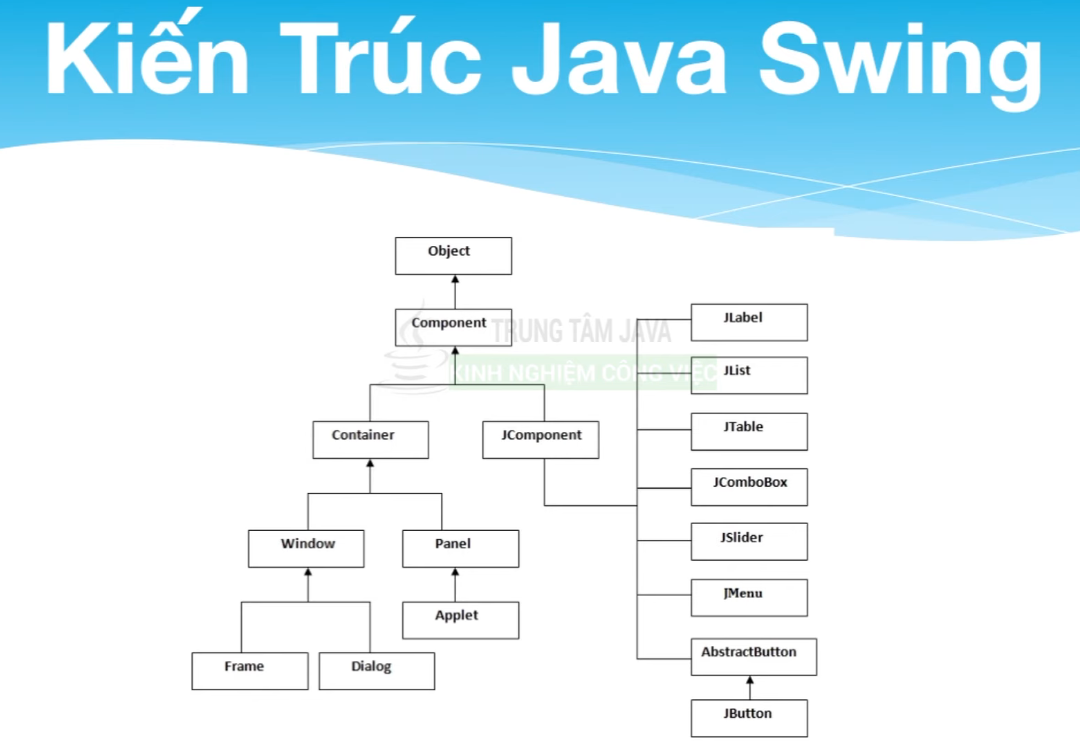 Kiến Trúc Java Swing
Object
Component
TRUNG TÂM JAVA
KINH NGHIỆM CÔNG VIỆC
Container
JComponent
Window
Panel
Applet
Frame
Dialog
JLabel
JList
JTable
JComboBox
JSlider
JMenu
AbstractButton
JButton